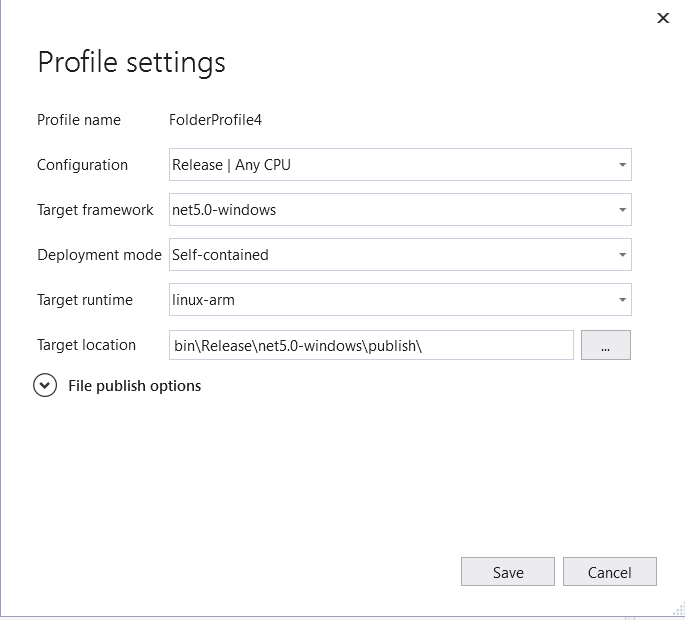 Profile settings
Profile name FolderProfile4
Configuration Release | Any CPU
Target framework net5.0-windows
Deployment mode Self-contained
Target runtime linux-arm
Target location bin\Release\net5.0-windows\publish\ ...
File publish options
Save Cancel